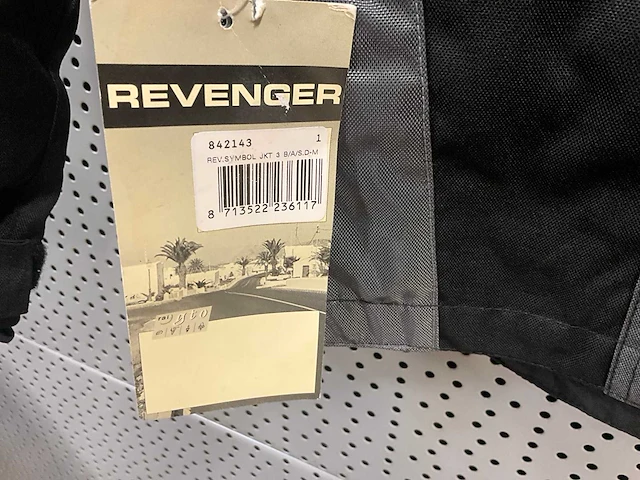 REVENGER
842143 1
REV.SYMBOL JKT 3 B/A/S.D-M
8 713522 236117